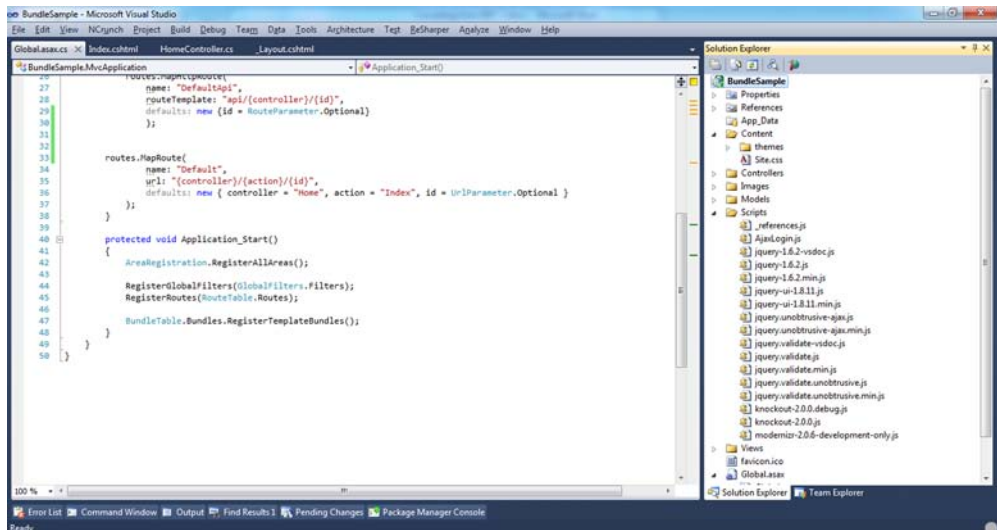 BundleSample - Microsoft Visual Studio
File Edit View NCrunch Project Build Debug Team Data Tools Architecture Test ReSharper Analyze Window Help
Global.asax.cs Index.cshtml HomeController.cs _Layout.cshtml
BundleSample.MvcApplication Application_Start()
26 routes.MapHttpRoute(
27 name: "DefaultApi",
28 routeTemplate: "api/{controller}/{id}",
29 defaults: new {id = RouteParameter.Optional}
30 );
31
32
33 routes.MapRoute(
34 name: "Default",
35 url: "{controller}/{action}/{id}",
36 defaults: new { controller = "Home", action = "Index", id = UrlParameter.Optional }
37 );
38 }
39
40 protected void Application_Start()
41 {
42 AreaRegistration.RegisterAllAreas();
43
44 RegisterGlobalFilters(GlobalFilters.Filters);
45 RegisterRoutes(RouteTable.Routes);
46
47 BundleTable.Bundles.RegisterTemplateBundles();
48 }
49 }
50 }
100 %
Solution Explorer
BundleSample
Properties
References
App_Data
Content
themes
Site.css
Controllers
Images
Models
Scripts
_references.js
AjaxLogin.js
jquery-1.6.2-vsdoc.js
jquery-1.6.2.js
jquery-1.6.2.min.js
jquery-ui-1.8.11.js
jquery-ui-1.8.11.min.js
jquery.unobtrusive-ajax.js
jquery.unobtrusive-ajax.min.js
jquery.validate-vsdoc.js
jquery.validate.js
jquery.validate.min.js
jquery.validate.unobtrusive.js
jquery.validate.unobtrusive.min.js
knockout-2.0.0.debug.js
knockout-2.0.0.js
modernizr-2.0.6-development-only.js
Views
favicon.ico
Global.asax
Solution Explorer Team Explorer
Error List Command Window Output Find Results 1 Pending Changes Package Manager Console
Ready